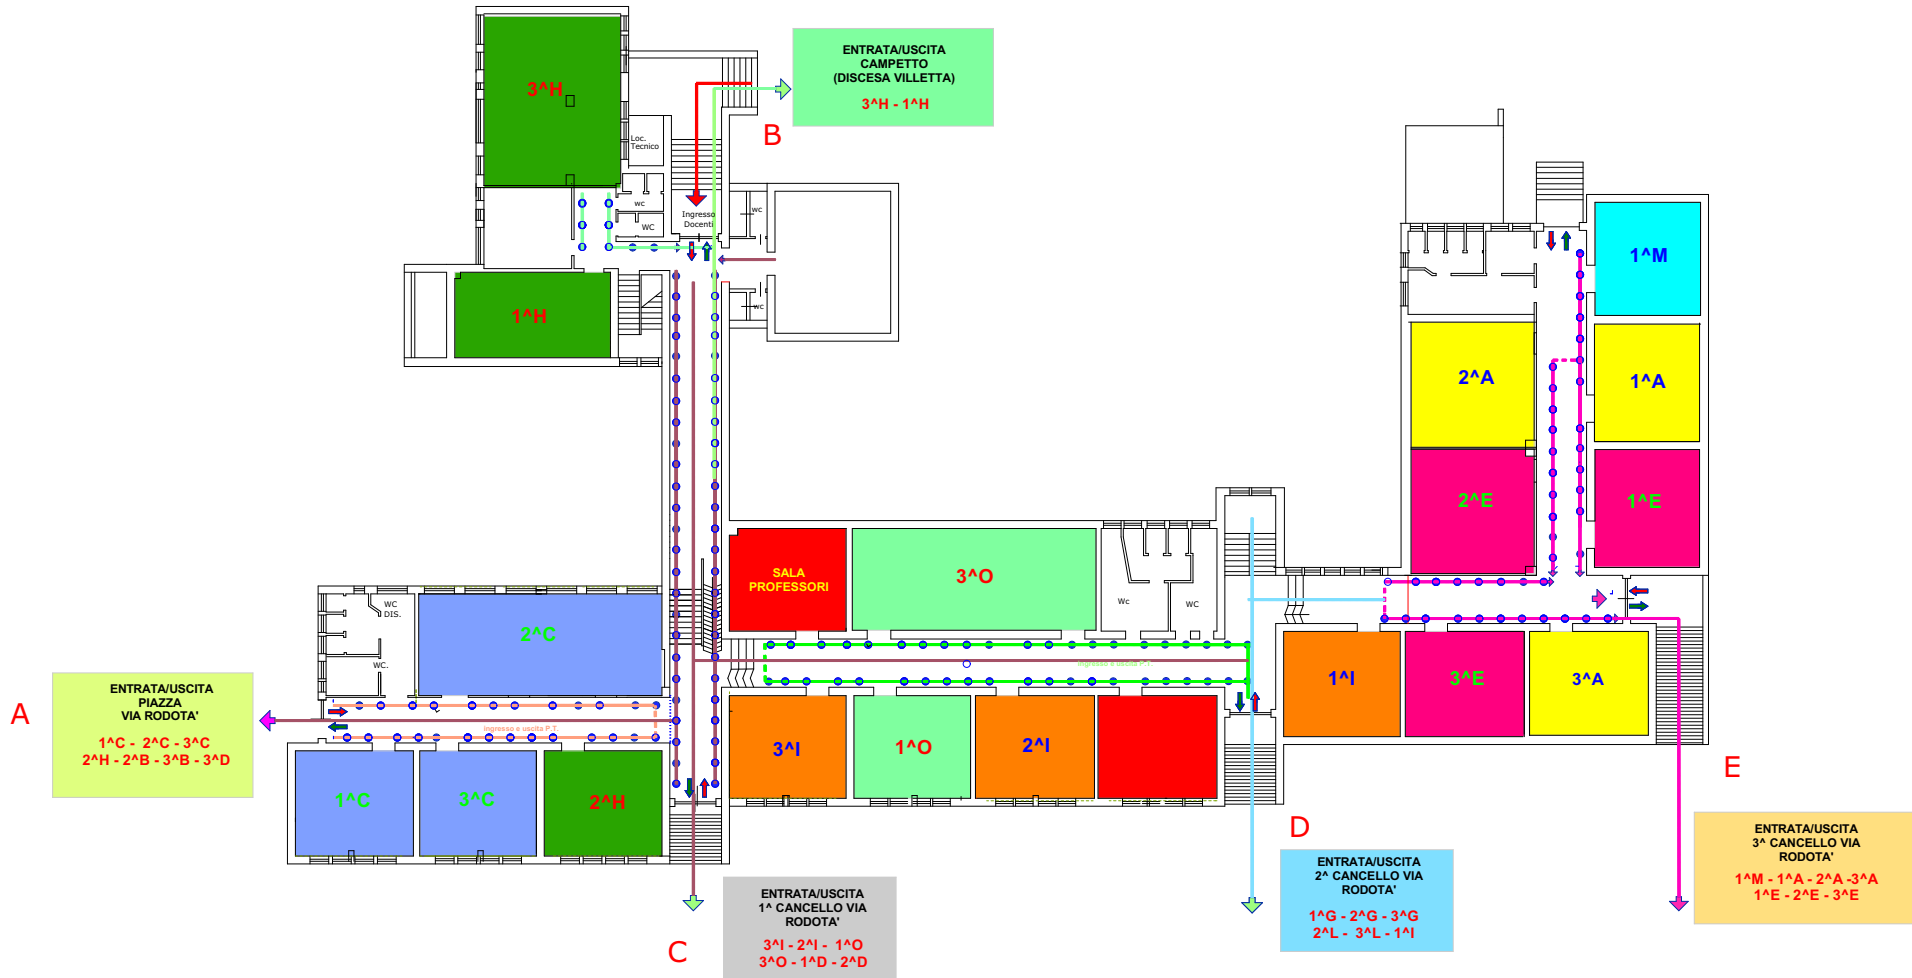 ENTRATA/USCITA
CAMPETTO
(DISCESA VILLETTA)
3^H - 1^H
B
3^H
Loc.
Tecnico
wc
WC
Ingresso
Docenti
wc
wc
1^H
1^M
2^A
1^A
2^E
1^E
SALA
PROFESSORI
3^O
Wc
WC
WC
DIS.
WC.
2^C
ingresso e uscita P.T.
ingresso e uscita P.T.
1^I
3^E
3^A
3^I
1^O
2^I
1^C
3^C
2^H
A
ENTRATA/USCITA
PIAZZA
VIA RODOTA'
1^C - 2^C - 3^C
2^H - 2^B - 3^B - 3^D
C
ENTRATA/USCITA
1^ CANCELLO VIA
RODOTA'
3^I - 2^I - 1^O
3^O - 1^D - 2^D
D
ENTRATA/USCITA
2^ CANCELLO VIA
RODOTA'
1^G - 2^G - 3^G
2^L - 3^L - 1^I
E
ENTRATA/USCITA
3^ CANCELLO VIA
RODOTA'
1^M - 1^A - 2^A -3^A
1^E - 2^E - 3^E